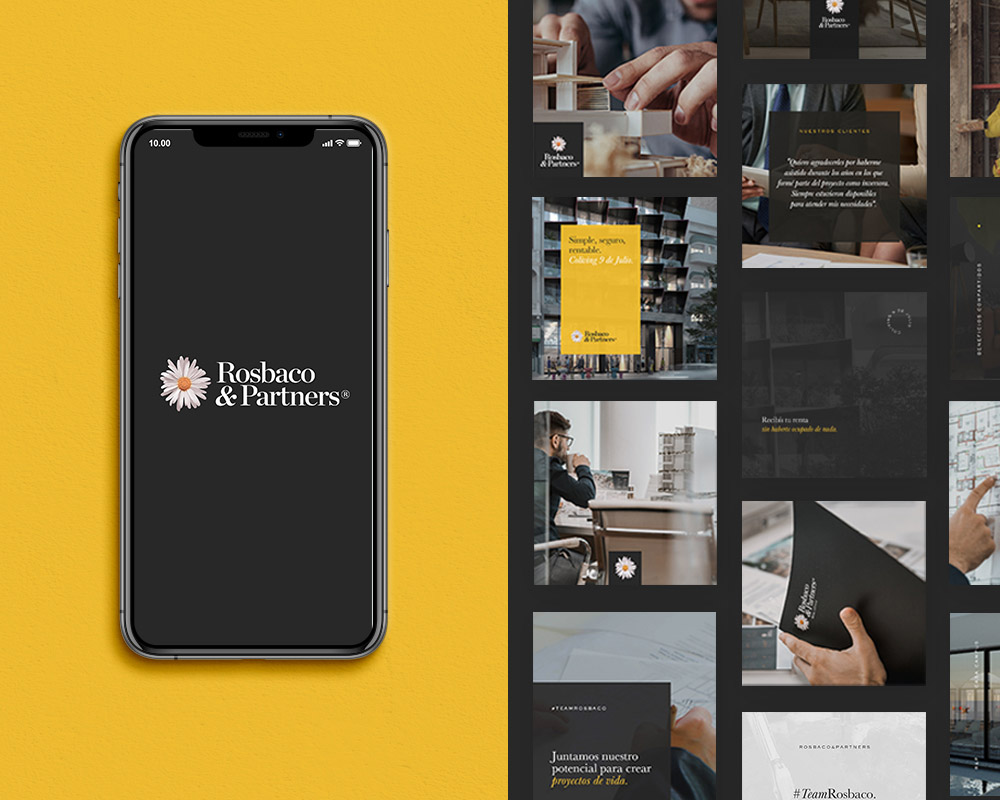 10.00
Rosbaco
& Partners®
Rosbaco
& Partners
Simple, seguro,
rentable.
Coliving 9 de Julio.
Rosbaco
& Partners
#TEAMROSBACO
Juntamos nuestro
potencial para crear
proyectos de vida.
Rosbaco
& Partners
NUESTROS CLIENTES
"Quiero agradecerles por haberme
asistido durante los años en los que
formé parte del proyecto como inversora.
Siempre estuvieron disponibles
para atender mis necesidades".
Recibís tu renta
sin haberte ocupado de nada.
Rosbaco
& Partners
ROSBACO&PARTNERS
#TeamRosbaco.
BENEFICIOS COMPARTIDOS